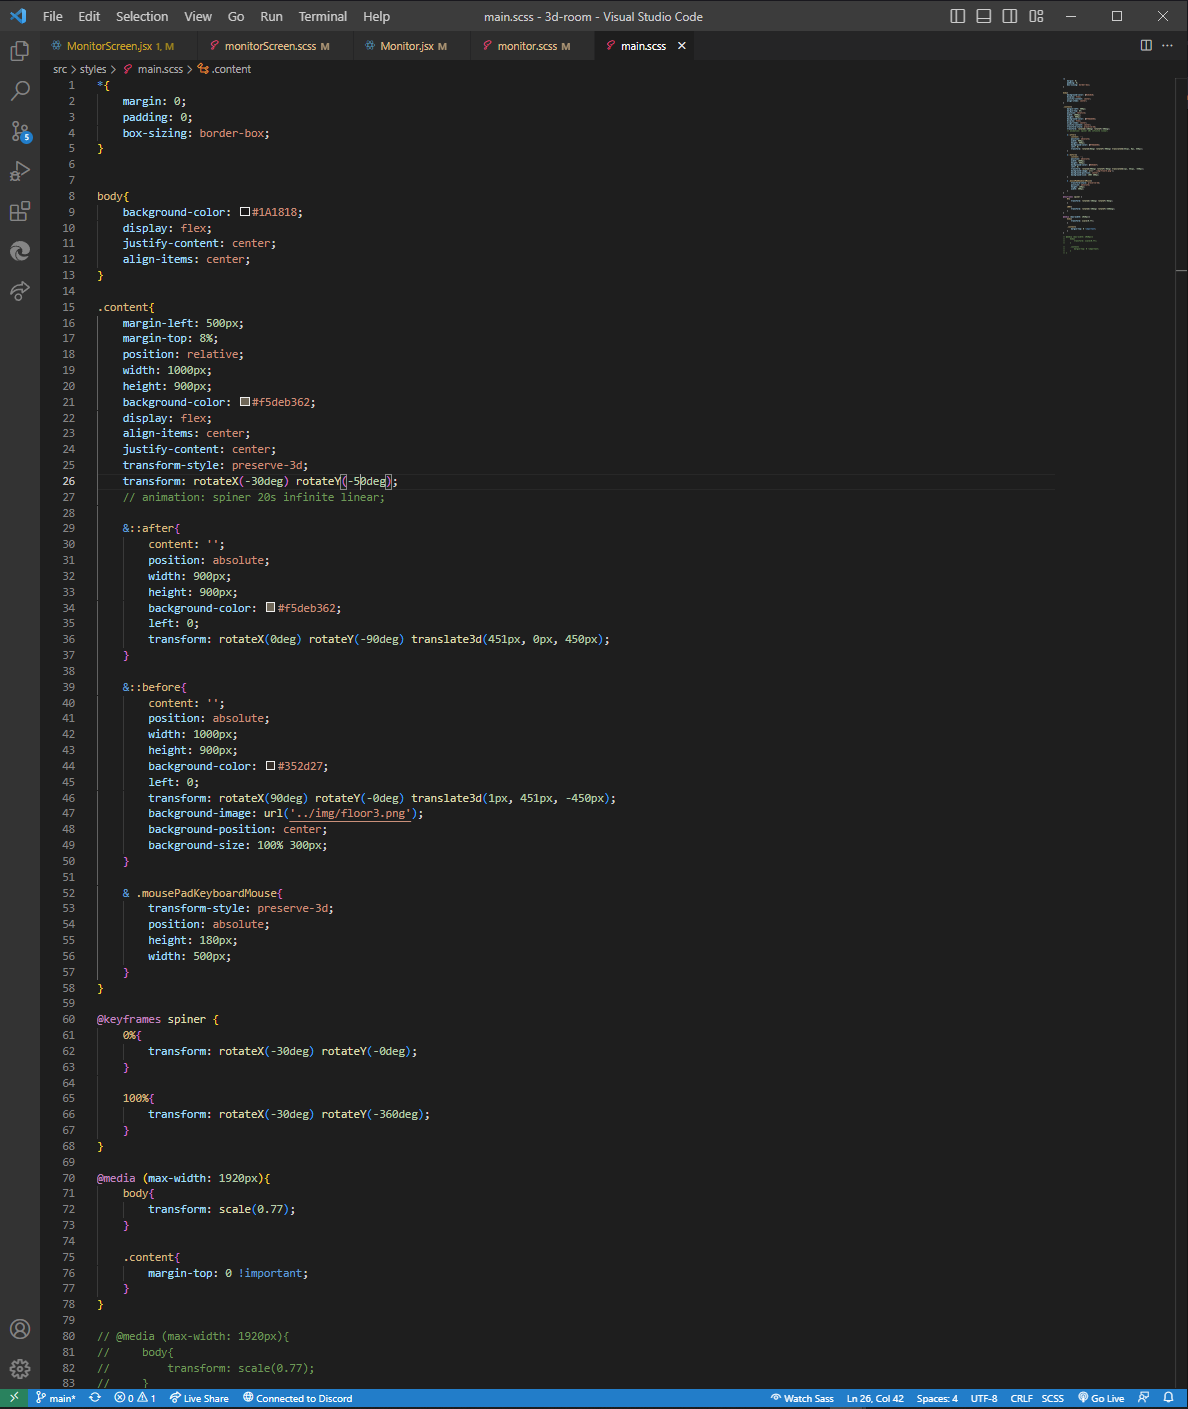 File Edit Selection View Go Run Terminal Help main.scss - 3d-room - Visual Studio Code
MonitorScreen.jsx 1, M monitorScreen.scss M Monitor.jsx M monitor.scss M main.scss
src > styles > main.scss > .content
1 *{
2 margin: 0;
3 padding: 0;
4 box-sizing: border-box;
5 }
6
7
8 body{
9 background-color: #1A1818;
10 display: flex;
11 justify-content: center;
12 align-items: center;
13 }
14
15 .content{
16 margin-left: 500px;
17 margin-top: 8%;
18 position: relative;
19 width: 1000px;
20 height: 900px;
21 background-color: #f5deb362;
22 display: flex;
23 align-items: center;
24 justify-content: center;
25 transform-style: preserve-3d;
26 transform: rotateX(-30deg) rotateY(-50deg);
27 // animation: spiner 20s infinite linear;
28
29 &::after{
30 content: '';
31 position: absolute;
32 width: 900px;
33 height: 900px;
34 background-color: #f5deb362;
35 left: 0;
36 transform: rotateX(0deg) rotateY(-90deg) translate3d(451px, 0px, 450px);
37 }
38
39 &::before{
40 content: '';
41 position: absolute;
42 width: 1000px;
43 height: 900px;
44 background-color: #352d27;
45 left: 0;
46 transform: rotateX(90deg) rotateY(-0deg) translate3d(1px, 451px, -450px);
47 background-image: url('../img/floor3.png');
48 background-position: center;
49 background-size: 100% 300px;
50 }
51
52 & .mousePadKeyboardMouse{
53 transform-style: preserve-3d;
54 position: absolute;
55 height: 180px;
56 width: 500px;
57 }
58 }
59
60 @keyframes spiner {
61 0%{
62 transform: rotateX(-30deg) rotateY(-0deg);
63 }
64
65 100%{
66 transform: rotateX(-30deg) rotateY(-360deg);
67 }
68 }
69
70 @media (max-width: 1920px){
71 body{
72 transform: scale(0.77);
73 }
74
75 .content{
76 margin-top: 0 !important;
77 }
78 }
79
80 // @media (max-width: 1920px){
81 // body{
82 // transform: scale(0.77);
83 // }
5
main* 0 1 Live Share Connected to Discord Watch Sass Ln 26, Col 42 Spaces: 4 UTF-8 CRLF SCSS Go Live